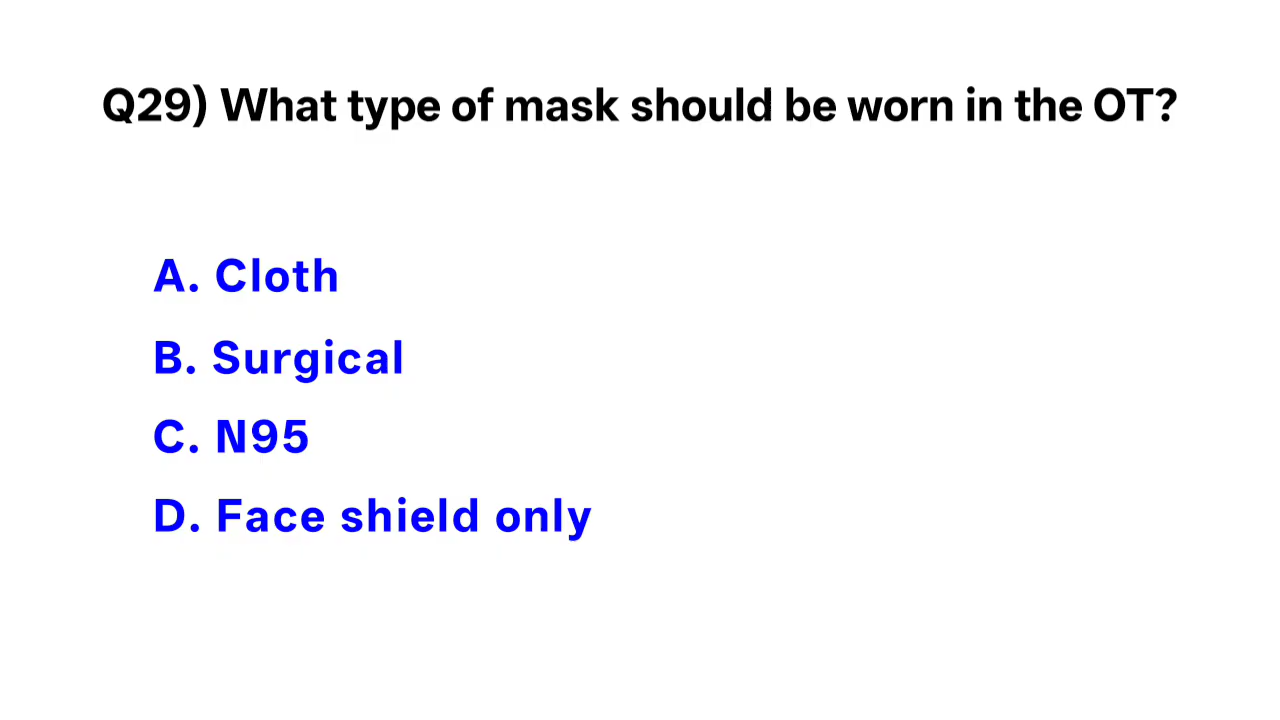 Q29) What type of mask should be worn in the OT?
A. Cloth
B. Surgical
C. N95
D. Face shield only